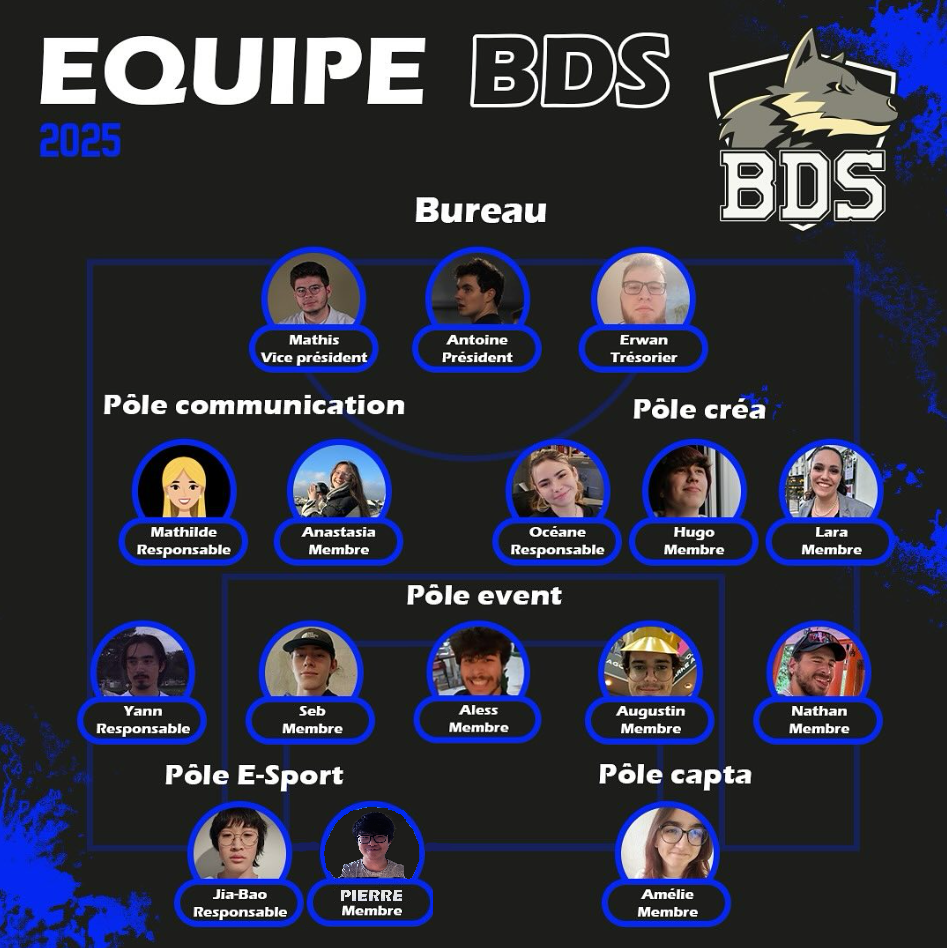 EQUIPE BDS
2025
BDS
Bureau
Mathis
Vice président
Antoine
Président
Erwan
Trésorier
Pôle communication
Pôle créa
Mathilde
Responsable
Anastasia
Membre
Océane
Responsable
Hugo
Membre
Lara
Membre
Pôle event
Yann
Responsable
Seb
Membre
Aless
Membre
Augustin
Membre
Nathan
Membre
Pôle E-Sport
Pôle capta
Jia-Bao
Responsable
PIERRE
Membre
Amélie
Membre